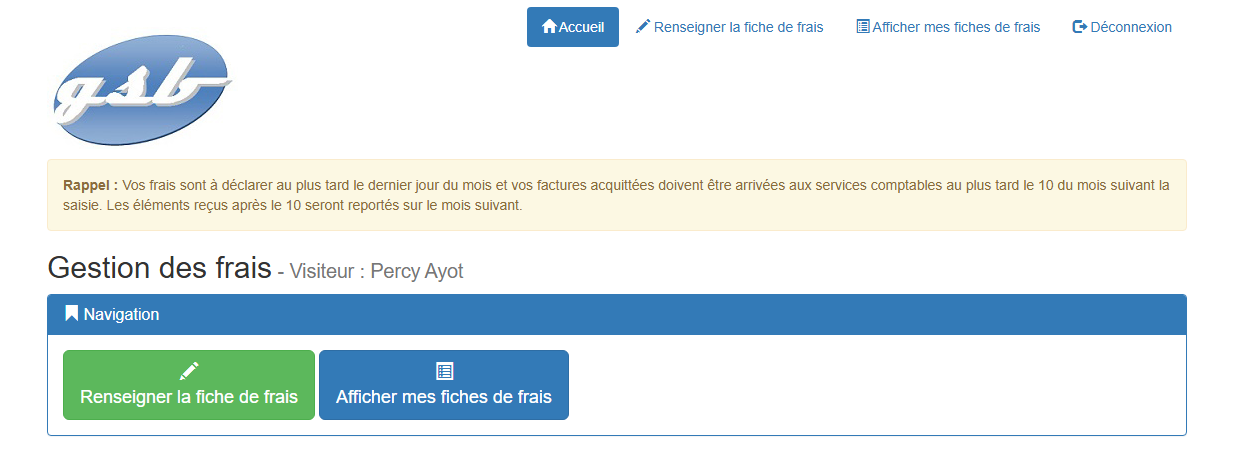 Accueil Renseigner la fiche de frais Afficher mes fiches de frais Déconnexion
gsb
Rappel : Vos frais sont à déclarer au plus tard le dernier jour du mois et vos factures acquittées doivent être arrivées aux services comptables au plus tard le 10 du mois suivant la
saisie. Les éléments reçus après le 10 seront reportés sur le mois suivant.
Gestion des frais - Visiteur : Percy Ayot
Navigation
Renseigner la fiche de frais Afficher mes fiches de frais